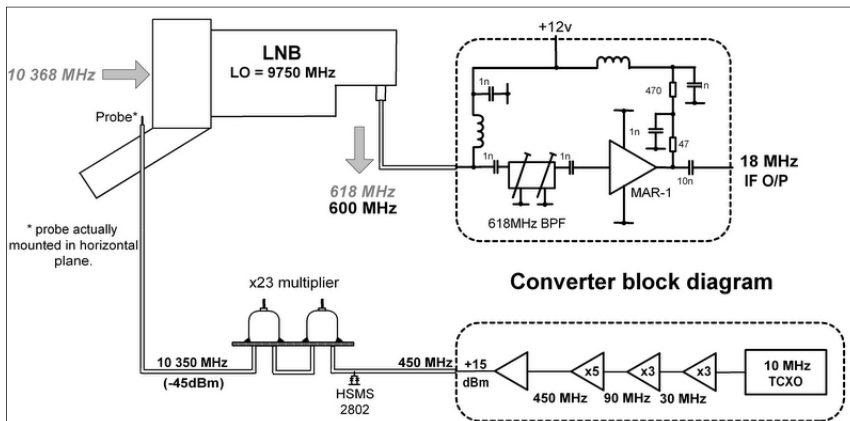 +12v
LNB
LO = 9750 MHz
10 368 MHz
1n
470
1n
Probe*
1n
47
1n
1n
10n
18 MHz
IF O/P
MAR-1
618 MHz
600 MHz
618MHz BPF
* probe actually
mounted in horizontal
plane.
Converter block diagram
x23 multiplier
10 350 MHz
(-45dBm)
450 MHz
HSMS
2802
+15
dBm
x5
x3
x3
450 MHz
90 MHz
30 MHz
10 MHz
TCXO